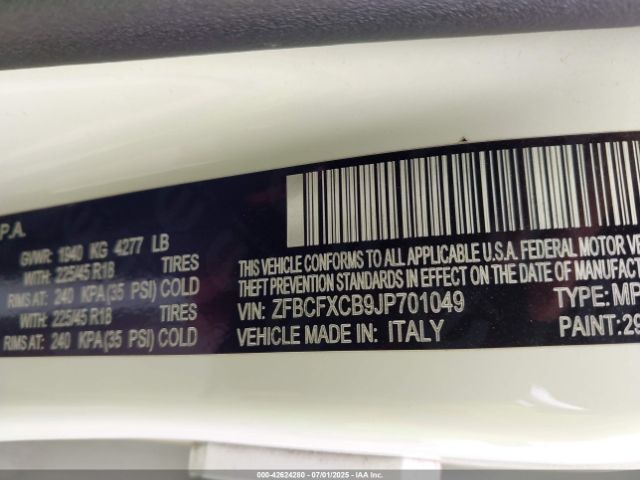 P.A.
GVWR: 1940 KG 4277 LB
WITH: 225/45 R18 TIRES
RIMS AT: 240 KPA(35 PSI) COLD
WITH: 225/45 R18 TIRES
RIMS AT: 240 KPA(35 PSI) COLD
THIS VEHICLE CONFORMS TO ALL APPLICABLE U.S.A. FEDERAL MOTOR
THEFT PREVENTION STANDARDS IN EFFECT ON THE DATE OF MANUFACT
VIN: ZFBCFXCB9JP701049 TYPE: MP
VEHICLE MADE IN: ITALY PAINT: 29
000-42624280 - 07/01/2025 - IAAI.COM